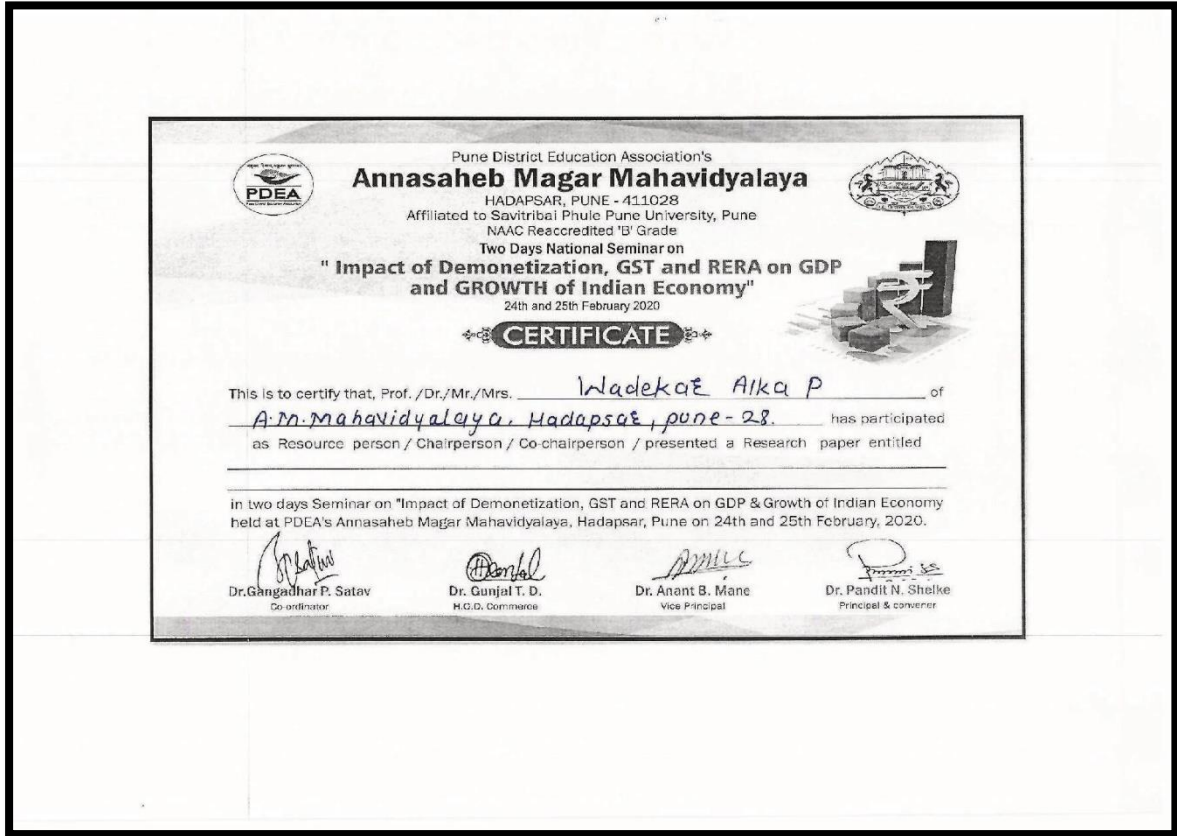 Pune District Education Association's
Annasaheb Magar Mahavidyalaya
HADAPSAR, PUNE - 411028
Affiliated to Savitribai Phule Pune University, Pune
NAAC Reaccredited 'B' Grade
Two Days National Seminar on
" Impact of Demonetization, GST and RERA on GDP
and GROWTH of Indian Economy"
24th and 25th February 2020
CERTIFICATE
PDEA
This is to certify that, Prof. /Dr./Mr./Mrs. Wadekar Alka P of
A.M. Mahavidyalaya, Hadapsar, pune-28. has participated
as Resource person / Chairperson / Co-chairperson / presented a Research paper entitled
in two days Seminar on "Impact of Demonetization, GST and RERA on GDP & Growth of Indian Economy
held at PDEA's Annasaheb Magar Mahavidyalaya, Hadapsar, Pune on 24th and 25th February, 2020.
Dr.Gangadhar P. Satav
Co-ordinator
Dr. Gunjal T. D.
H.O.D. Commerce
Dr. Anant B. Mane
Vice Principal
Dr. Pandit N. Shelke
Principal & convener